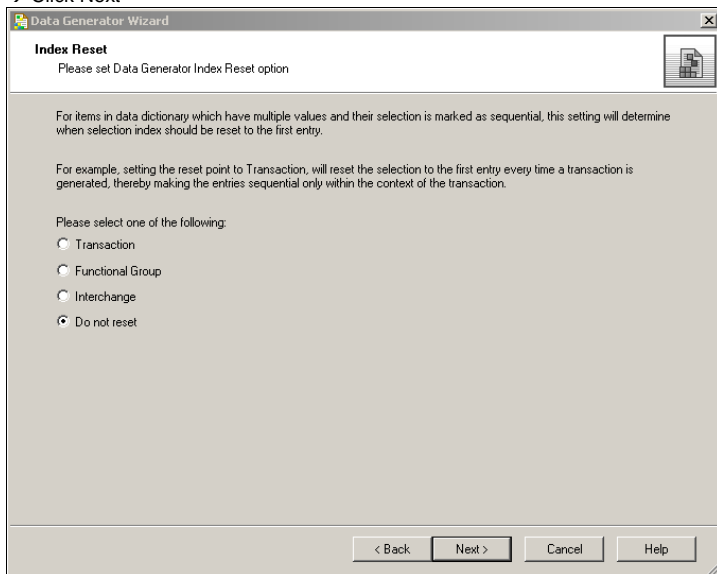 Data Generator Wizard
Index Reset
Please set Data Generator Index Reset option
For items in data dictionary which have multiple values and their selection is marked as sequential, this setting will determine
when selection index should be reset to the first entry.
For example, setting the reset point to Transaction, will reset the selection to the first entry every time a transaction is
generated, thereby making the entries sequential only within the context of the transaction.
Please select one of the following:
Transaction
Functional Group
Interchange
Do not reset
< Back Next > Cancel Help